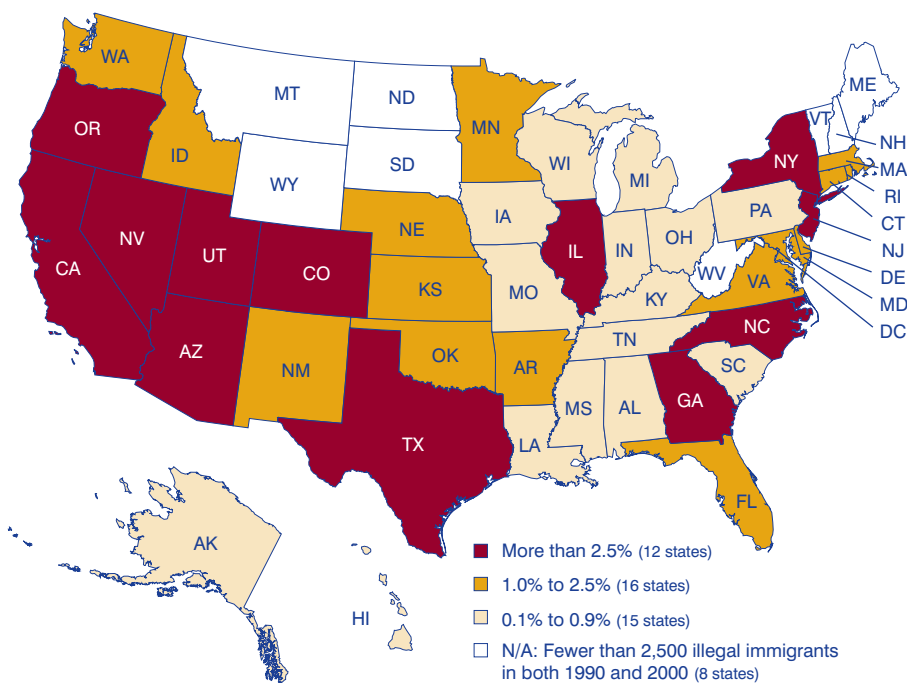 WA
MT
ND
MN
ME
VT
NH
OR
ID
SD
WI
MI
NY
MA
RI
WY
IA
PA
CT
NE
NJ
NV
UT
CO
IL
IN
OH
DE
CA
KS
MO
WV
VA
MD
KY
DC
AZ
NM
OK
AR
TN
NC
SC
TX
LA
MS
AL
GA
FL
AK
HI
More than 2.5% (12 states)
1.0% to 2.5% (16 states)
0.1% to 0.9% (15 states)
N/A: Fewer than 2,500 illegal immigrants
in both 1990 and 2000 (8 states)